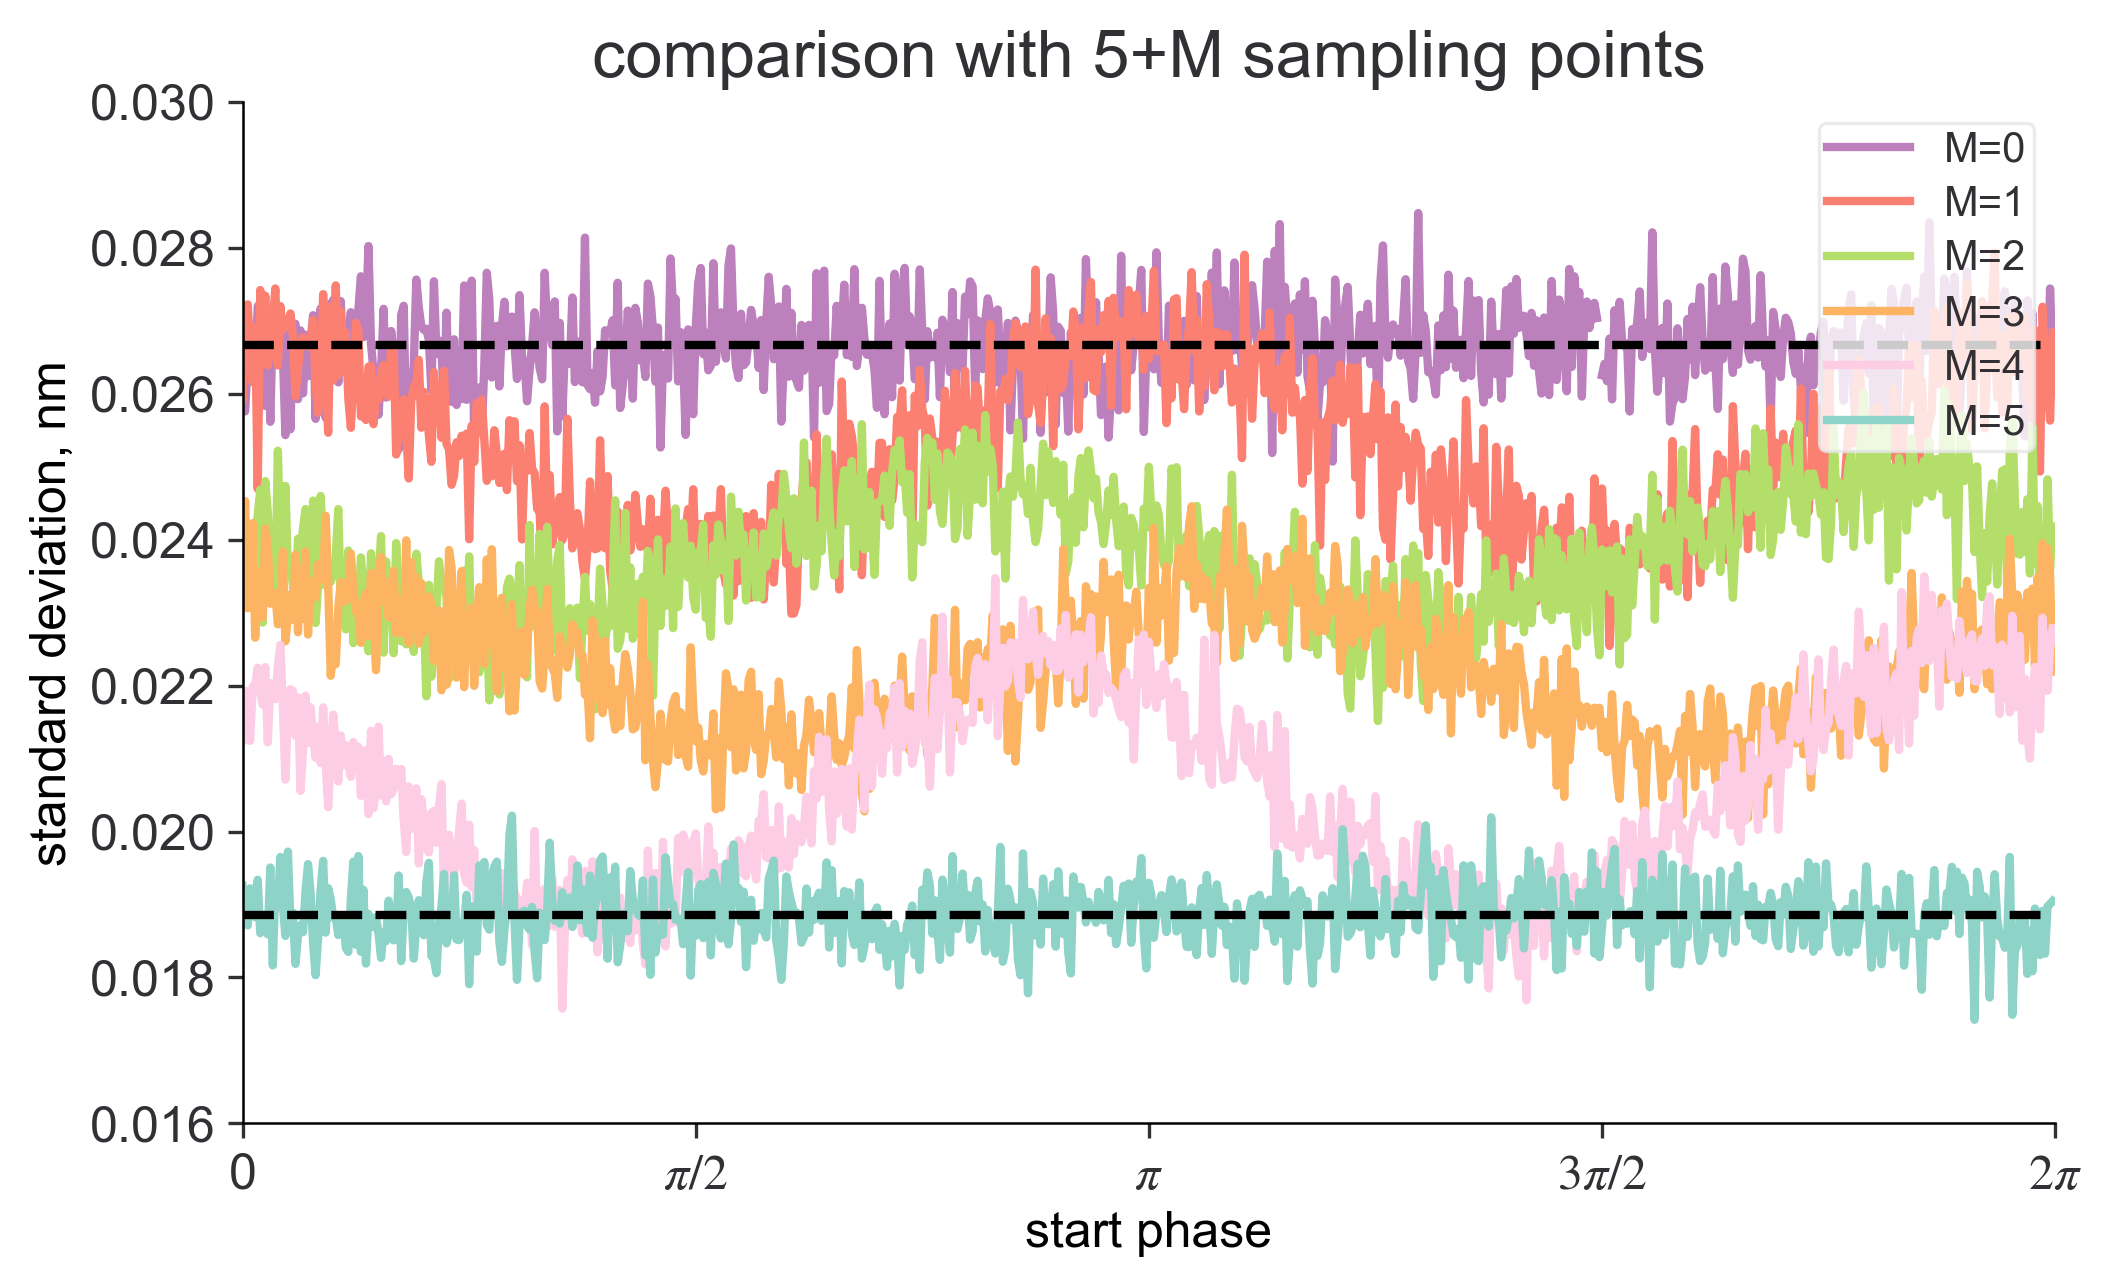 comparison with 5+M sampling points
0.030
0.028
0.026
0.024
0.022
0.020
0.018
0.016
standard deviation, nm
M=0
M=1
M=2
M=3
M=4
M=5
0
π/2
π
3π/2
2π
start phase